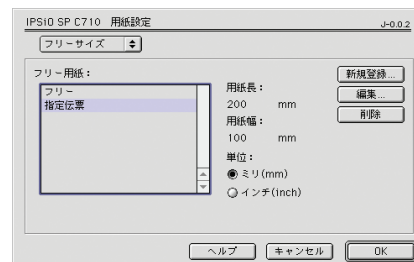 IPSiO SP C710 用紙設定 J-0.0.2
フリーサイズ
フリー用紙：
フリー
指定伝票
用紙長：
200 mm
用紙幅：
100 mm
単位：
ミリ(mm)
インチ(inch)
新規登録...
編集...
削除
ヘルプ キャンセル OK